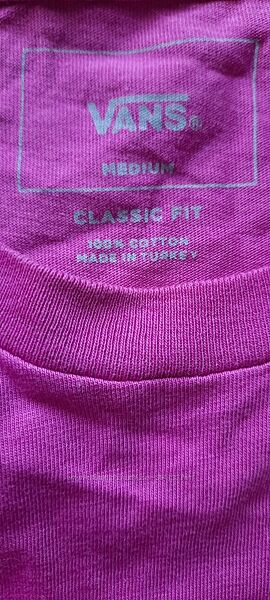 VANS®
MEDIUM
CLASSIC FIT
100% COTTON
MADE IN TURKEY